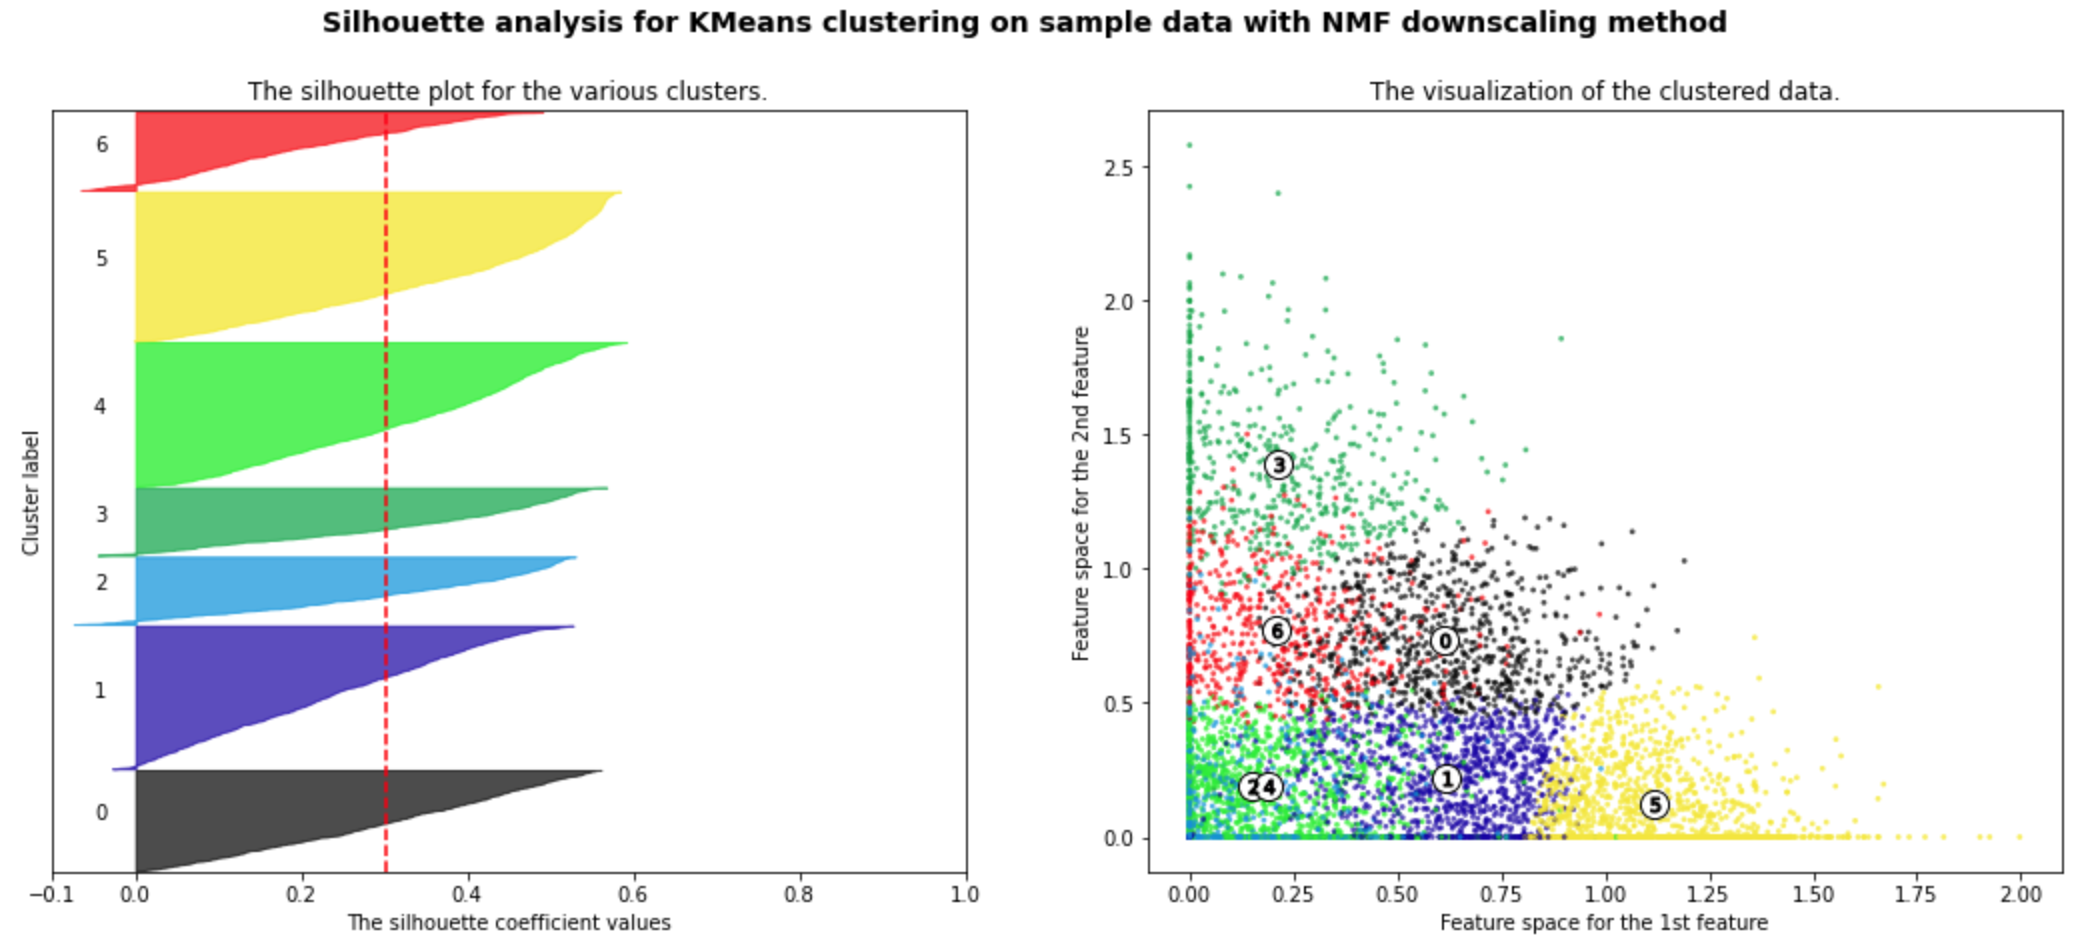 Silhouette analysis for KMeans clustering on sample data with NMF downscaling method
The silhouette plot for the various clusters.
Cluster label
6
5
4
3
2
1
0
−0.1 0.0 0.2 0.4 0.6 0.8 1.0
The silhouette coefficient values
The visualization of the clustered data.
Feature space for the 2nd feature
2.5
2.0
1.5
1.0
0.5
0.0
3
6 0
2 4 1 5
0.00 0.25 0.50 0.75 1.00 1.25 1.50 1.75 2.00
Feature space for the 1st feature